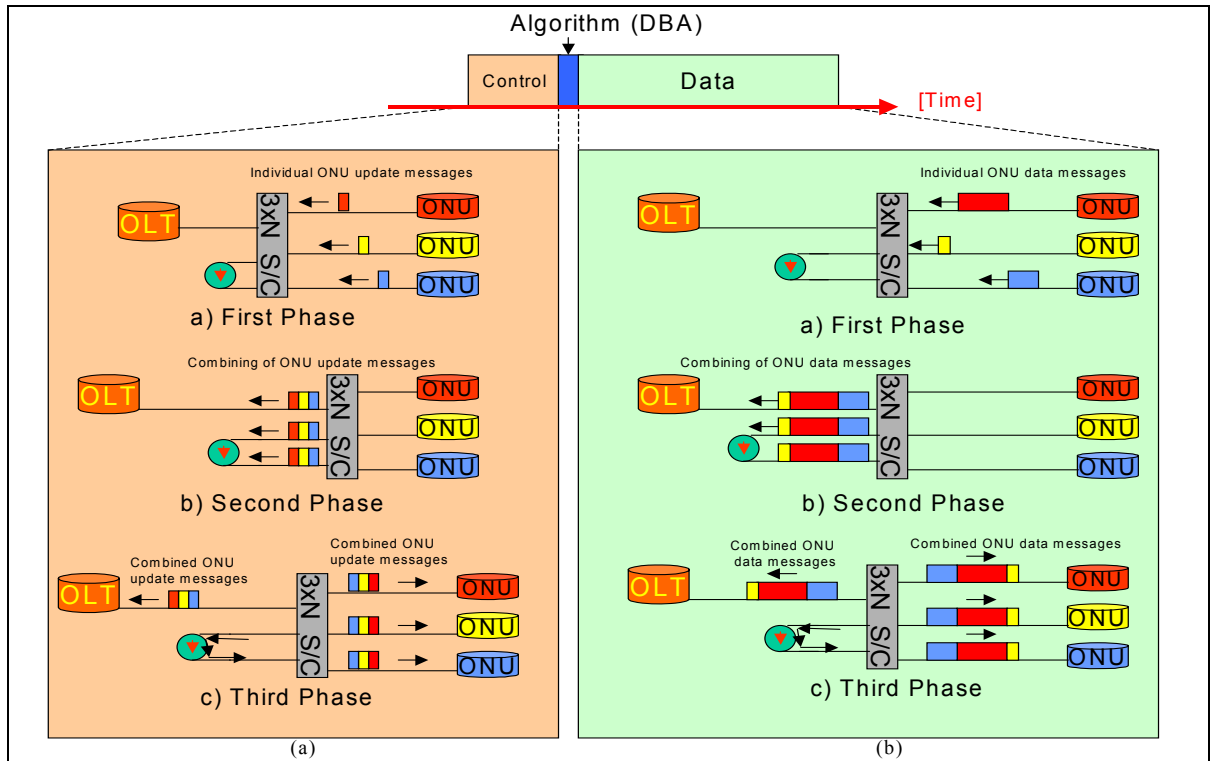 Algorithm (DBA)
Control
Data
[Time]
Individual ONU update messages
OLT
3xN S/C
ONU
ONU
ONU
a) First Phase
Combining of ONU update messages
OLT
3xN S/C
ONU
ONU
ONU
b) Second Phase
Combined ONU
update messages
Combined ONU
update messages
OLT
3xN S/C
ONU
ONU
ONU
c) Third Phase
(a)
Individual ONU data messages
OLT
3xN S/C
ONU
ONU
ONU
a) First Phase
Combining of ONU data messages
OLT
3xN S/C
ONU
ONU
ONU
b) Second Phase
Combined ONU
data messages
Combined ONU data messages
OLT
3xN S/C
ONU
ONU
ONU
c) Third Phase
(b)